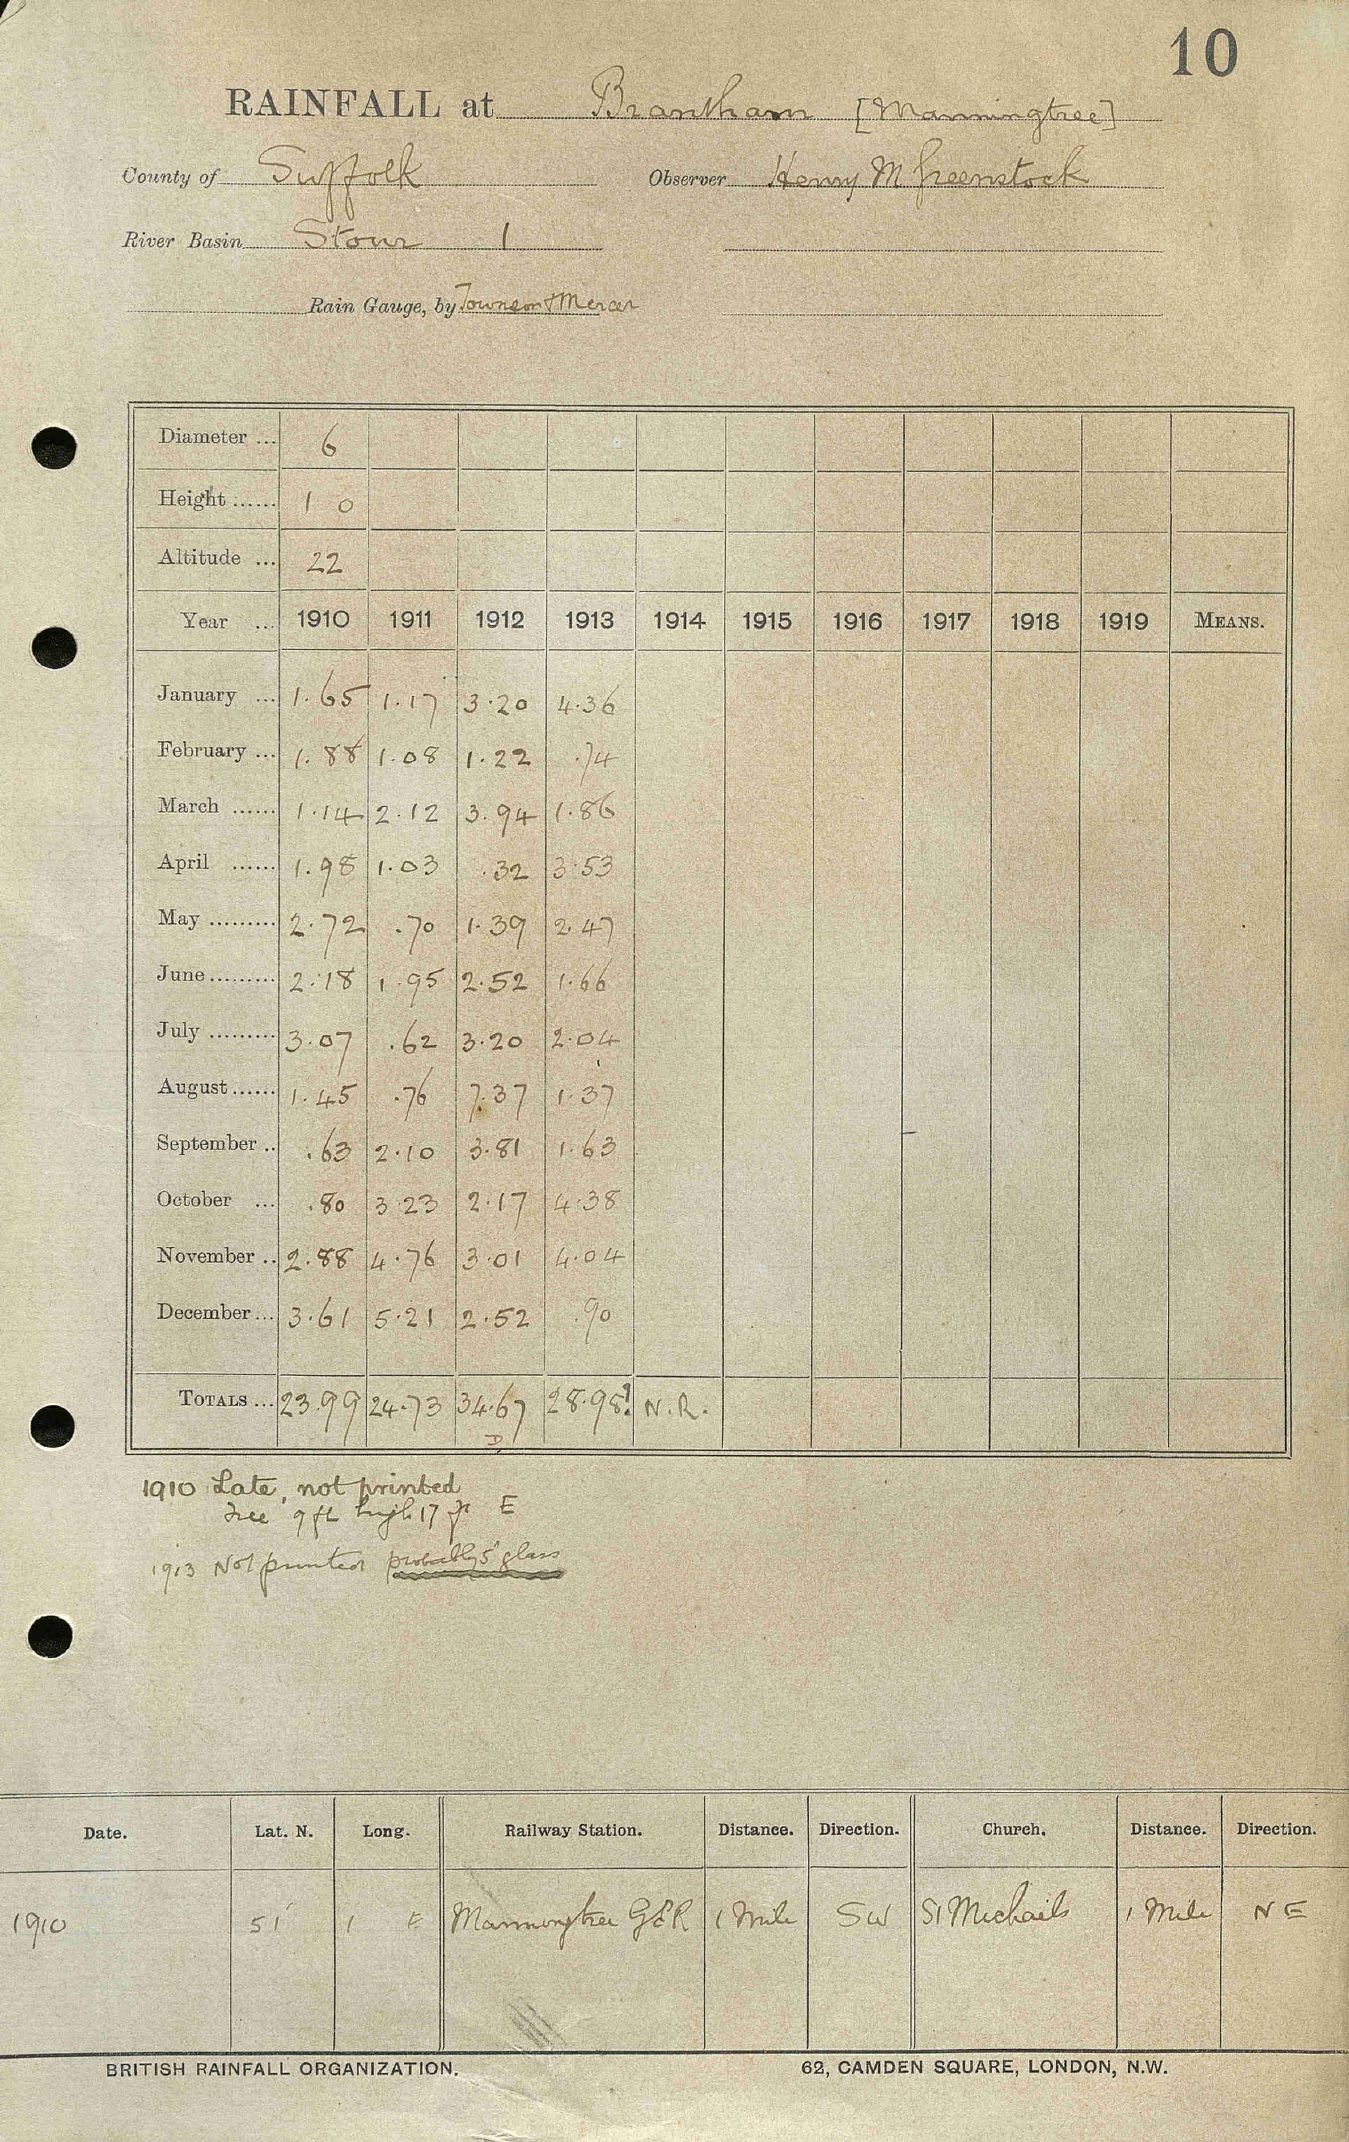 10
RAINFALL at Brantham [Manningtree]
County of Suffolk Observer Henry M Greenstock
River Basin Stour 1
Rain Gauge, by Townson & Mercer
Diameter ... 6
Height ...... 1 0
Altitude ... 22
Year ... 1910 1911 1912 1913 1914 1915 1916 1917 1918 1919 MEANS.
January ... 1.65 1.17 3.20 4.36
February ... 1.88 1.08 1.22 .74
March ...... 1.14 2.12 3.94 1.86
April ...... 1.98 1.03 .32 3.53
May ......... 2.72 .70 1.39 2.47
June ......... 2.18 1.95 2.52 1.66
July ......... 3.07 .62 3.20 2.04
August ...... 1.45 .76 7.37 1.37
September .. .63 2.10 3.81 1.63
October ... .80 3.23 2.17 4.38
November .. 2.88 4.76 3.01 4.04
December ... 3.61 5.21 2.52 .90
TOTALS ... 23.99 24.73 34.67 28.98! N.R.
D
1910 Late, not printed
Tree 9 ft high 17 ft E
1913 Not printed probably 5" glass
Date. Lat. N. Long. Railway Station. Distance. Direction. Church. Distance. Direction.
1910 51 1 E Manningtree GER 1 Mile SW St Michaels 1 Mile NE
BRITISH RAINFALL ORGANIZATION. 62, CAMDEN SQUARE, LONDON, N.W.